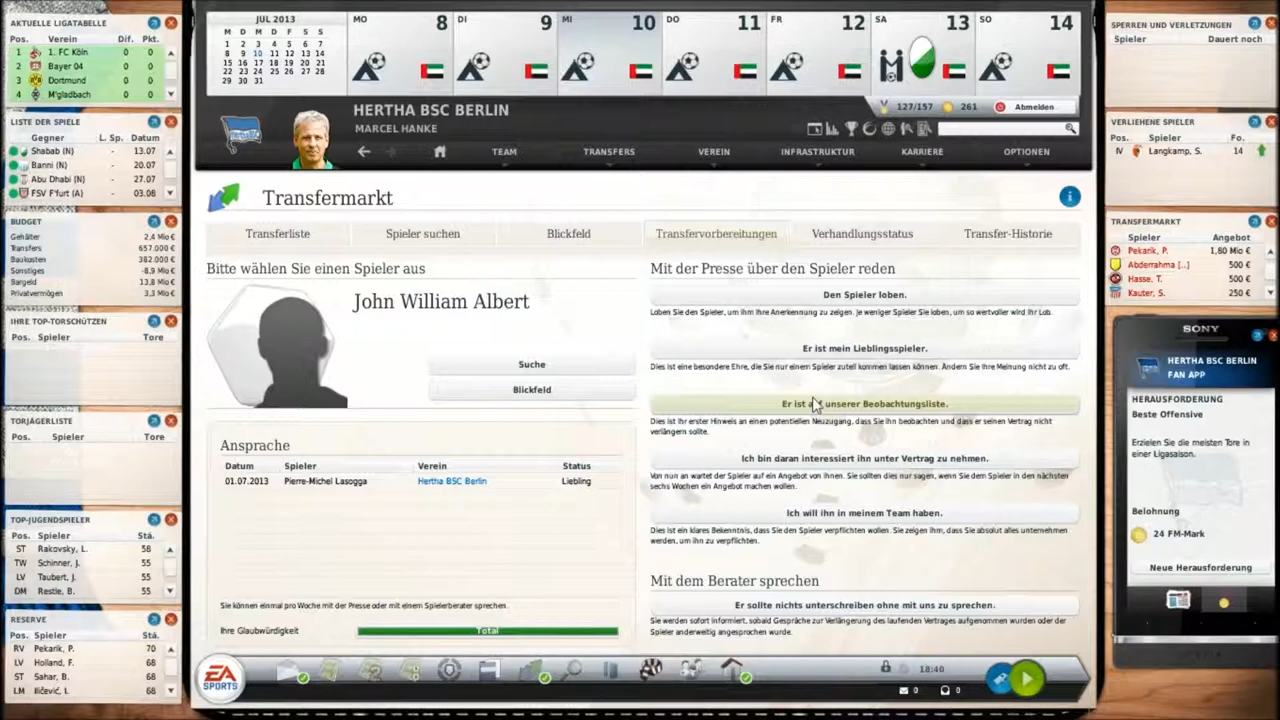 AKTUELLE LIGATABELLE
Pos. Verein Dif. Pkt.
1 1. FC Köln 0 0
2 Bayer 04 0 0
3 Dortmund 0 0
4 M'gladbach 0 0
LISTE DER SPIELE
Gegner L. Sp. Datum
Shabab (N) - 13.07
Banni (N) - 20.07
Abu Dhabi (N) - 27.07
FSV F'furt (A) - 03.08
BUDGET
Gehälter 2,4 Mio €
Transfers 657.000 €
Baukosten 382.000 €
Sonstiges -8,9 Mio €
Bargeld 13,8 Mio €
Privatvermögen 3,3 Mio €
IHRE TOP-TORSCHÜTZEN
Pos. Spieler Tore
TORJÄGERLISTE
Pos. Spieler Tore
TOP-JUGENDSPIELER
Pos. Spieler Stä.
ST Rakovsky, L. 58
TW Schinner, J. 55
LV Taubert, J. 55
DM Restle, B. 55
RESERVE
Pos. Spieler Stä.
RV Pekarik, P. 70
LV Holland, F. 68
ST Sahar, B. 68
LM Iličević, I. 68
JUL 2013
M D M D F S S
1 2 3 4 5 6 7
8 9 10 11 12 13 14
15 16 17 18 19 20 21
22 23 24 25 26 27 28
29 30 31
MO 8
DI 9
MI 10
DO 11
FR 12
SA 13
SO 14
HERTHA BSC BERLIN
MARCEL HANKE
127/157 261 Abmelden
TEAM TRANSFERS VEREIN INFRASTRUKTUR KARRIERE OPTIONEN
Transfermarkt
Transferliste Spieler suchen Blickfeld Transfervorbereitungen Verhandlungsstatus Transfer-Historie
Bitte wählen Sie einen Spieler aus
John William Albert
Suche
Blickfeld
Ansprache
Datum Spieler Verein Status
01.07.2013 Pierre-Michel Lasogga Hertha BSC Berlin Liebling
Sie können einmal pro Woche mit der Presse oder mit einem Spielerberater sprechen.
Ihre Glaubwürdigkeit Total
Mit der Presse über den Spieler reden
Den Spieler loben.
Loben Sie den Spieler, um ihm Ihre Anerkennung zu zeigen. Je weniger Spieler Sie loben, um so wertvoller wird Ihr Lob.
Er ist mein Lieblingsspieler.
Dies ist eine besondere Ehre, die Sie nur einem Spieler zuteil kommen lassen können. Ändern Sie Ihre Meinung nicht zu oft.
Er ist auf unserer Beobachtungsliste.
Dies ist Ihr erster Hinweis an einen potentiellen Neuzugang, dass Sie ihn beobachten und dass er seinen Vertrag nicht
verlängern sollte.
Ich bin daran interessiert ihn unter Vertrag zu nehmen.
Von nun an wartet der Spieler auf ein Angebot von Ihnen. Sie sollten dies nur sagen, wenn Sie dem Spieler in den nächsten
sechs Wochen ein Angebot machen wollen.
Ich will ihn in meinem Team haben.
Dies ist ein klares Bekenntnis, dass Sie den Spieler verpflichten wollen. Sie zeigen ihm, dass Sie absolut alles unternehmen
werden, um ihn zu verpflichten.
Mit dem Berater sprechen
Er sollte nichts unterschreiben ohne mit uns zu sprechen.
Sie werden sofort informiert, sobald Gespräche zur Verlängerung des laufenden Vertrages aufgenommen wurden oder der
Spieler anderweitig angesprochen wurde.
EA
SPORTS
18:40
0 0
SPERREN UND VERLETZUNGEN
Spieler Dauert noch
VERLIEHENE SPIELER
Pos. Spieler Fo.
IV Langkamp, S. 14
TRANSFERMARKT
Spieler Angebot
Pekarik, P. 1,80 Mio €
Abderrahma [..] 500 €
Hasse, T. 500 €
Kauter, S. 250 €
SONY
HERTHA BSC BERLIN
FAN APP
HERAUSFORDERUNG
Beste Offensive
Erzielen Sie die meisten Tore in
einer Ligasaison.
Belohnung
24 FM-Mark
Neue Herausforderung